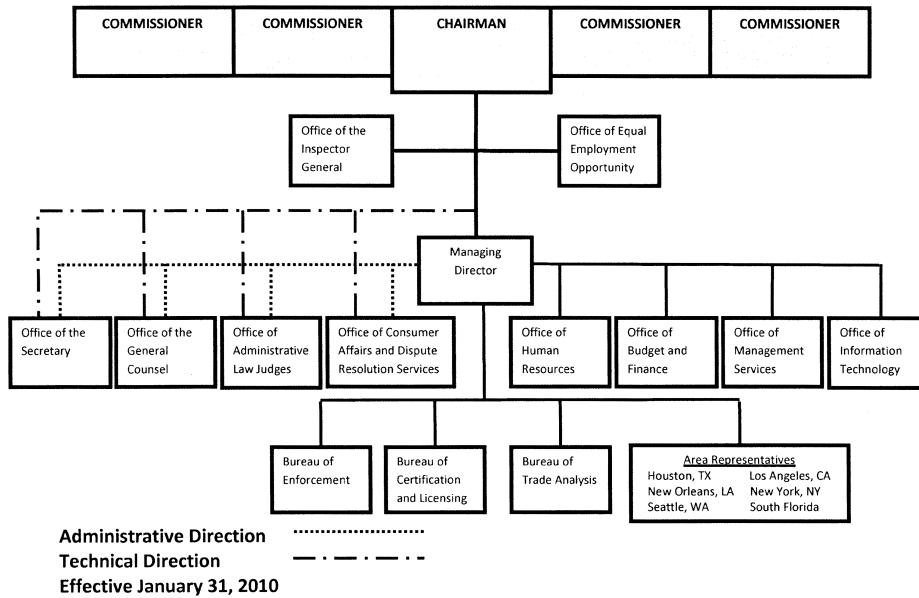 COMMISSIONER
COMMISSIONER
CHAIRMAN
COMMISSIONER
COMMISSIONER
Office of the
Inspector
General
Office of Equal
Employment
Opportunity
Managing
Director
Office of the
Secretary
Office of the
General
Counsel
Office of
Administrative
Law Judges
Office of Consumer
Affairs and Dispute
Resolution Services
Office of
Human
Resources
Office of
Budget and
Finance
Office of
Management
Services
Office of
Information
Technology
Bureau of
Enforcement
Bureau of
Certification
and Licensing
Bureau of
Trade Analysis
Area Representatives
Houston, TX Los Angeles, CA
New Orleans, LA New York, NY
Seattle, WA South Florida
Administrative Direction
Technical Direction
Effective January 31, 2010